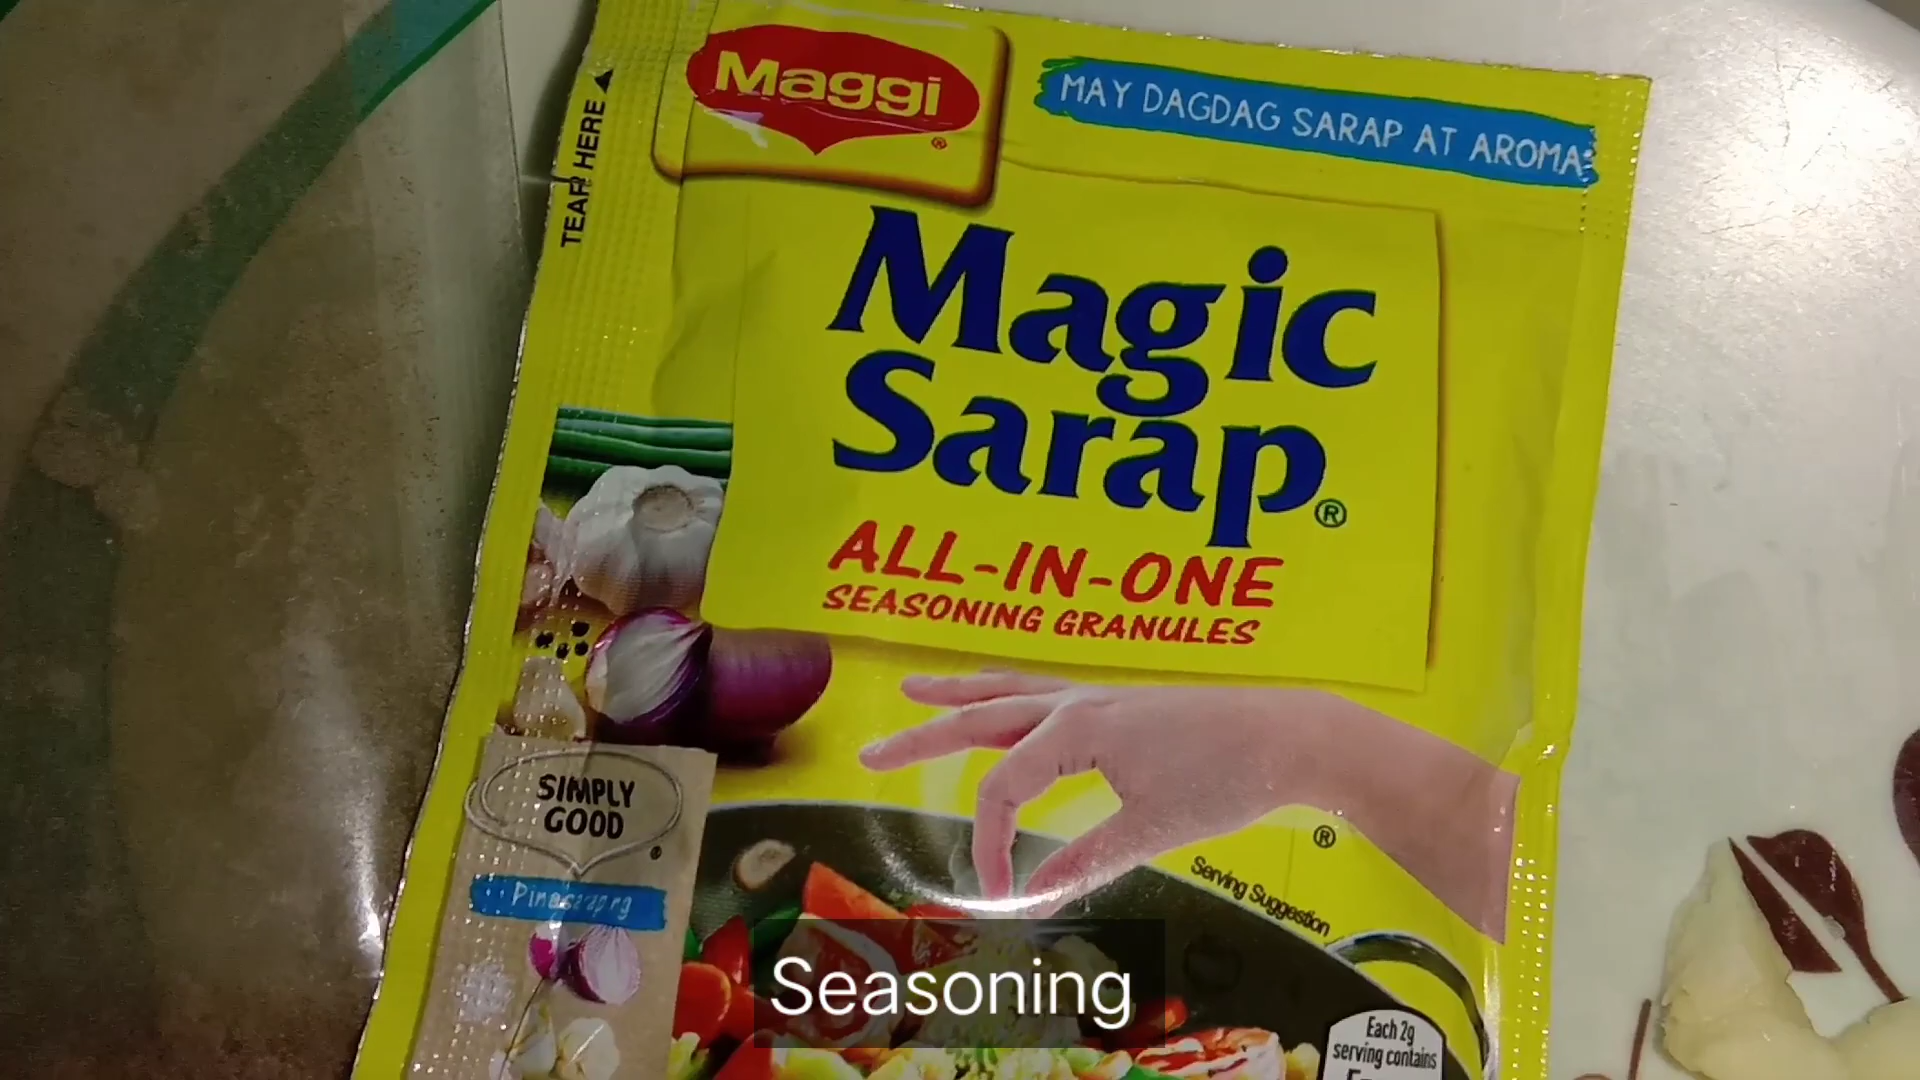 Maggi
®
MAY DAGDAG SARAP AT AROMA
TEAR HERE
Magic
Sarap®
ALL-IN-ONE
SEASONING GRANULES
SIMPLY
GOOD
®
Serving Suggestion
Seasoning
Each 2g
serving contains